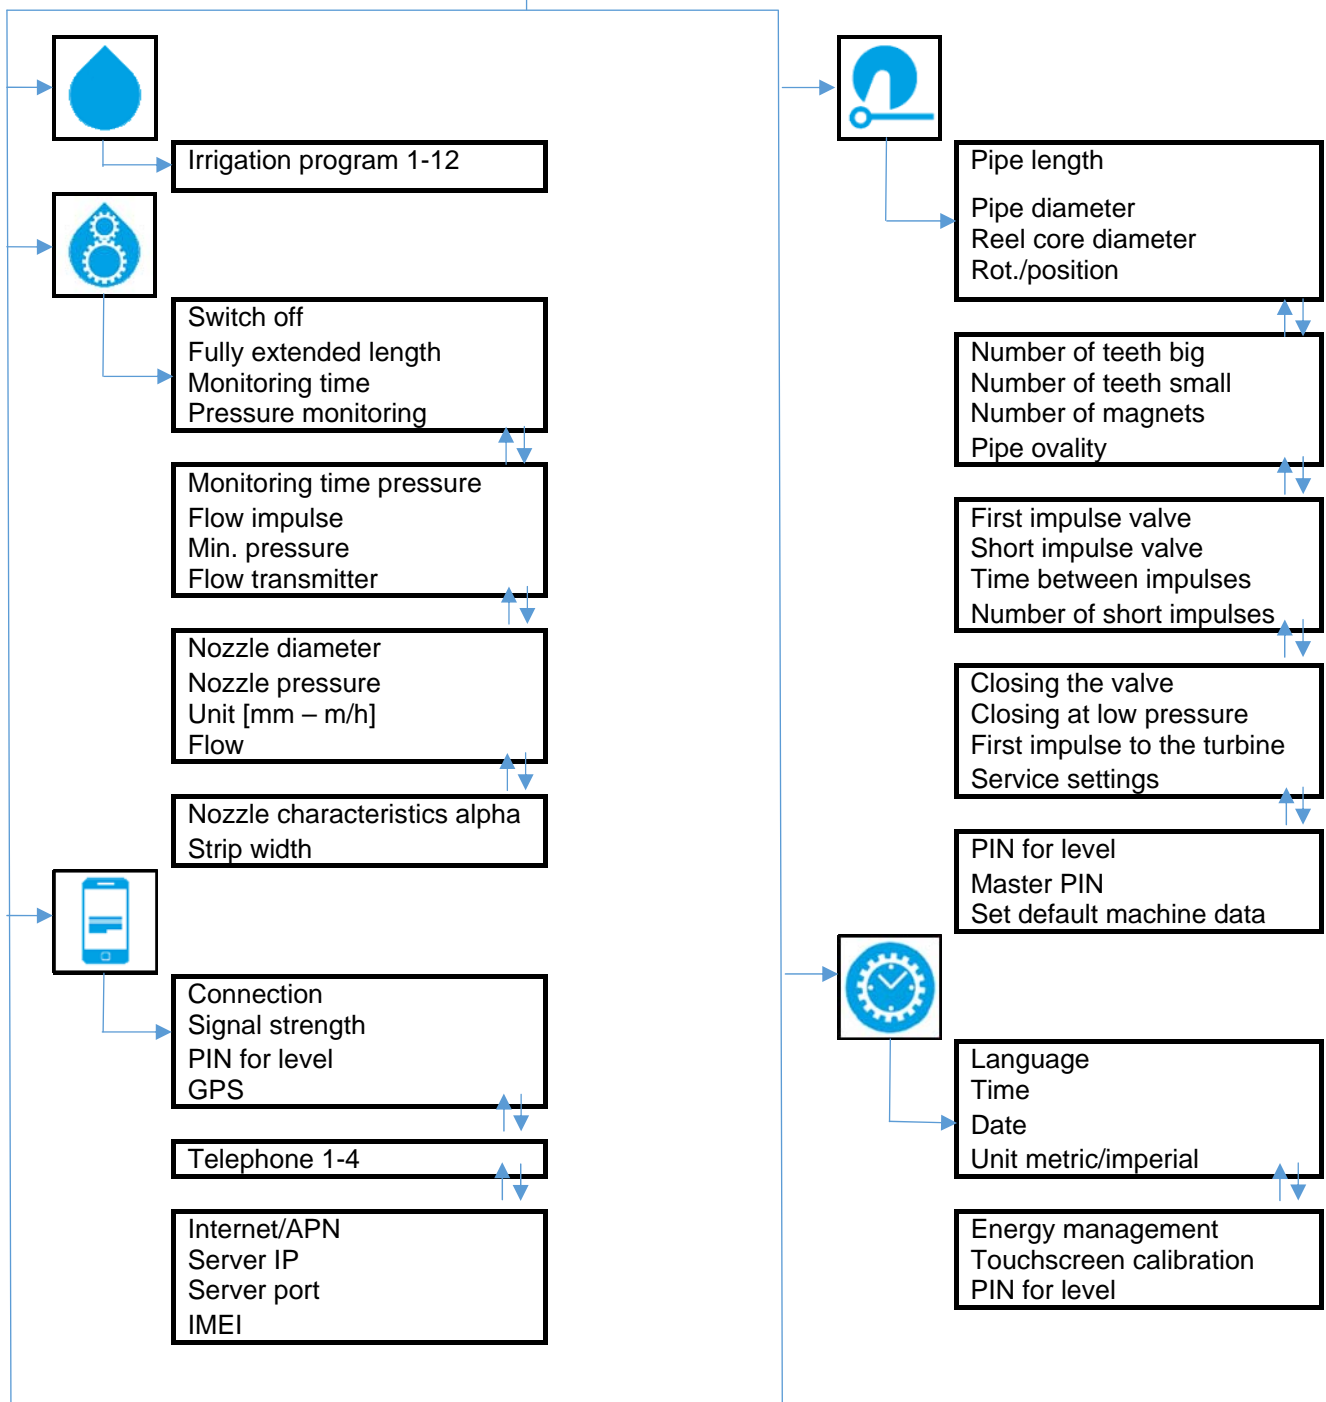 Irrigation program 1-12
Switch off
Fully extended length
Monitoring time
Pressure monitoring
Monitoring time pressure
Flow impulse
Min. pressure
Flow transmitter
Nozzle diameter
Nozzle pressure
Unit [mm – m/h]
Flow
Nozzle characteristics alpha
Strip width
Connection
Signal strength
PIN for level
GPS
Telephone 1-4
Internet/APN
Server IP
Server port
IMEI
Pipe length
Pipe diameter
Reel core diameter
Rot./position
Number of teeth big
Number of teeth small
Number of magnets
Pipe ovality
First impulse valve
Short impulse valve
Time between impulses
Number of short impulses
Closing the valve
Closing at low pressure
First impulse to the turbine
Service settings
PIN for level
Master PIN
Set default machine data
Language
Time
Date
Unit metric/imperial
Energy management
Touchscreen calibration
PIN for level